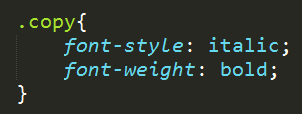 .copy{
    font-style: italic;
    font-weight: bold;
}